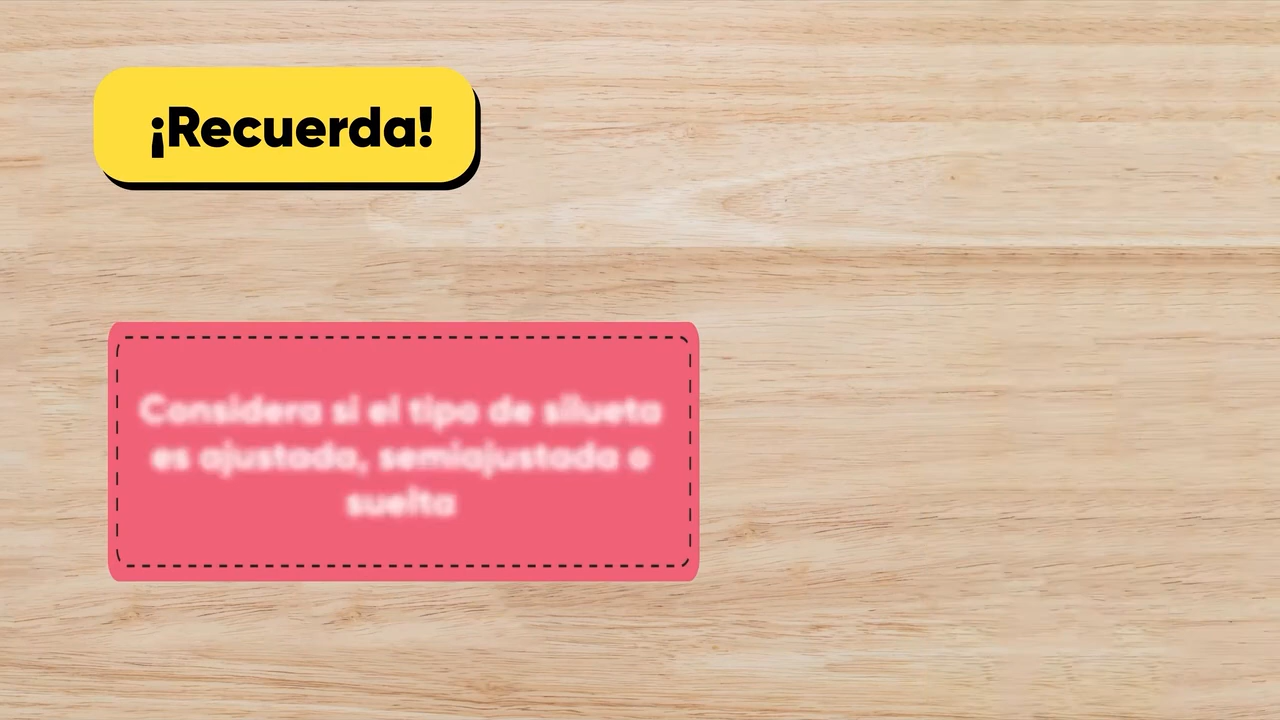 ¡Recuerda!
Considera si el tipo de silueta
es ajustada, semiajustada o
suelta